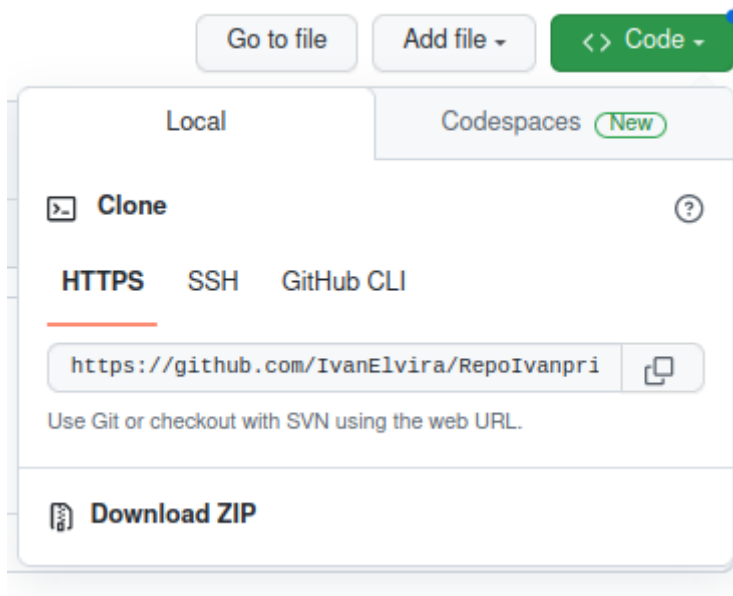 Go to file Add file <> Code
Local Codespaces New
Clone
HTTPS SSH GitHub CLI
https://github.com/IvanElvira/RepoIvanpri
Use Git or checkout with SVN using the web URL.
Download ZIP